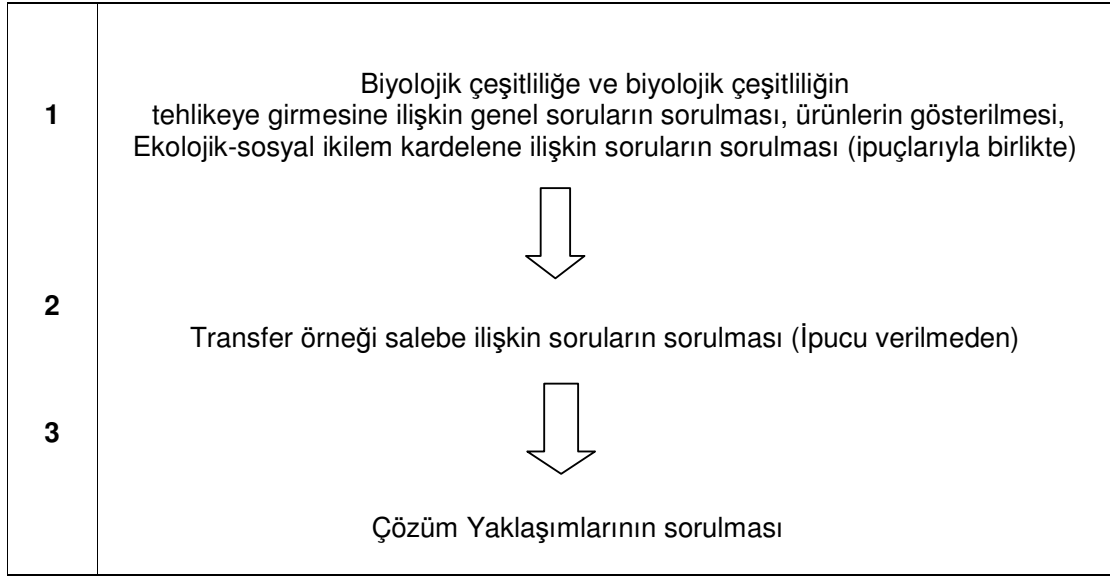 1
Biyolojik çeşitliliğe ve biyolojik çeşitliliğin
tehlikeye girmesine ilişkin genel soruların sorulması, ürünlerin gösterilmesi,
Ekolojik-sosyal ikilem kardelene ilişkin soruların sorulması (ipuçlarıyla birlikte)
2
Transfer örneği salebe ilişkin soruların sorulması (İpucu verilmeden)
3
Çözüm Yaklaşımlarının sorulması